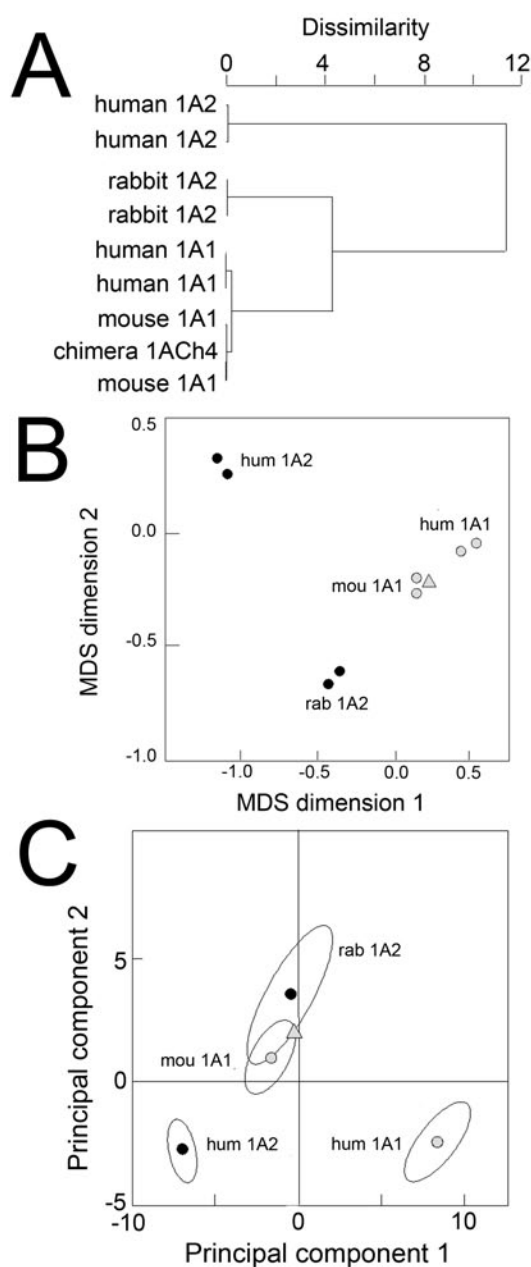 A
Dissimilarity
0 4 8 12
human 1A2
human 1A2
rabbit 1A2
rabbit 1A2
human 1A1
human 1A1
mouse 1A1
chimera 1ACh4
mouse 1A1
B
0.5
hum 1A2
0.0
hum 1A1
mou 1A1
-0.5
rab 1A2
-1.0
MDS dimension 2
-1.0 -0.5 0.0 0.5
MDS dimension 1
C
rab 1A2
5
mou 1A1
0
hum 1A2 hum 1A1
-5
Principal component 2
-10 0 10
Principal component 1